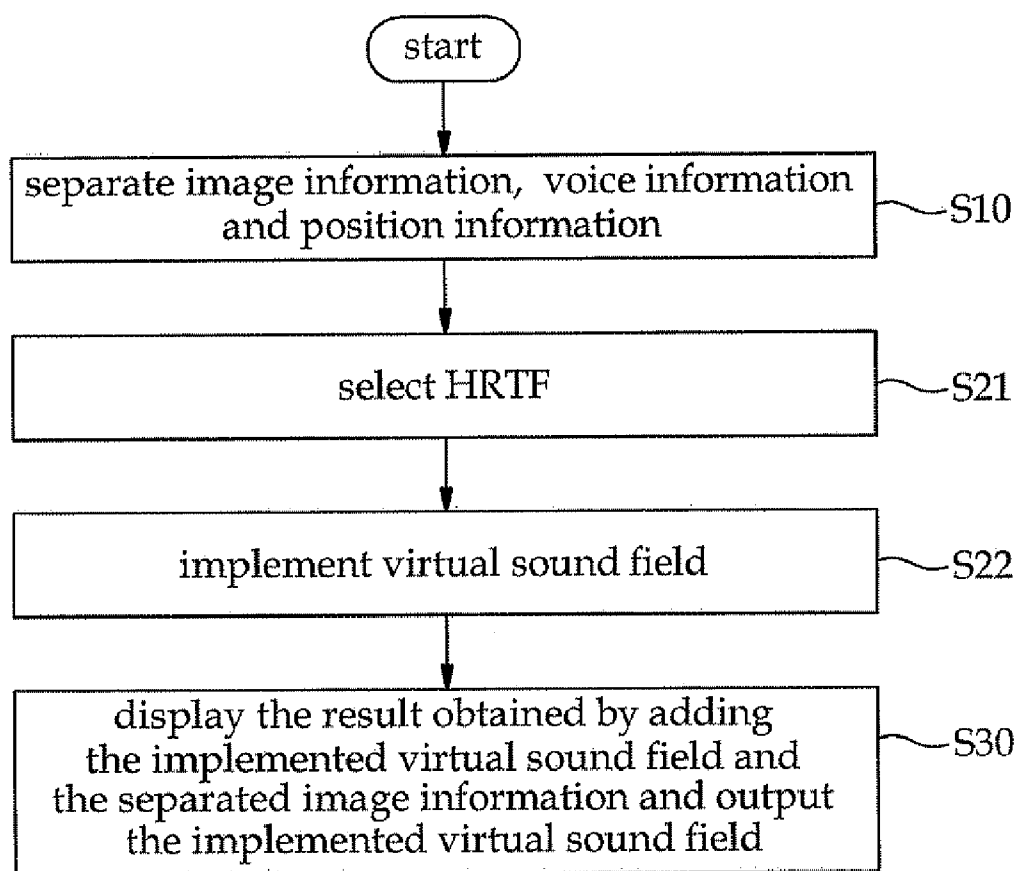 start
separate image information, voice information
and position information
S10
select HRTF
S21
implement virtual sound field
S22
display the result obtained by adding
the implemented virtual sound field and
the separated image information and output
the implemented virtual sound field
S30